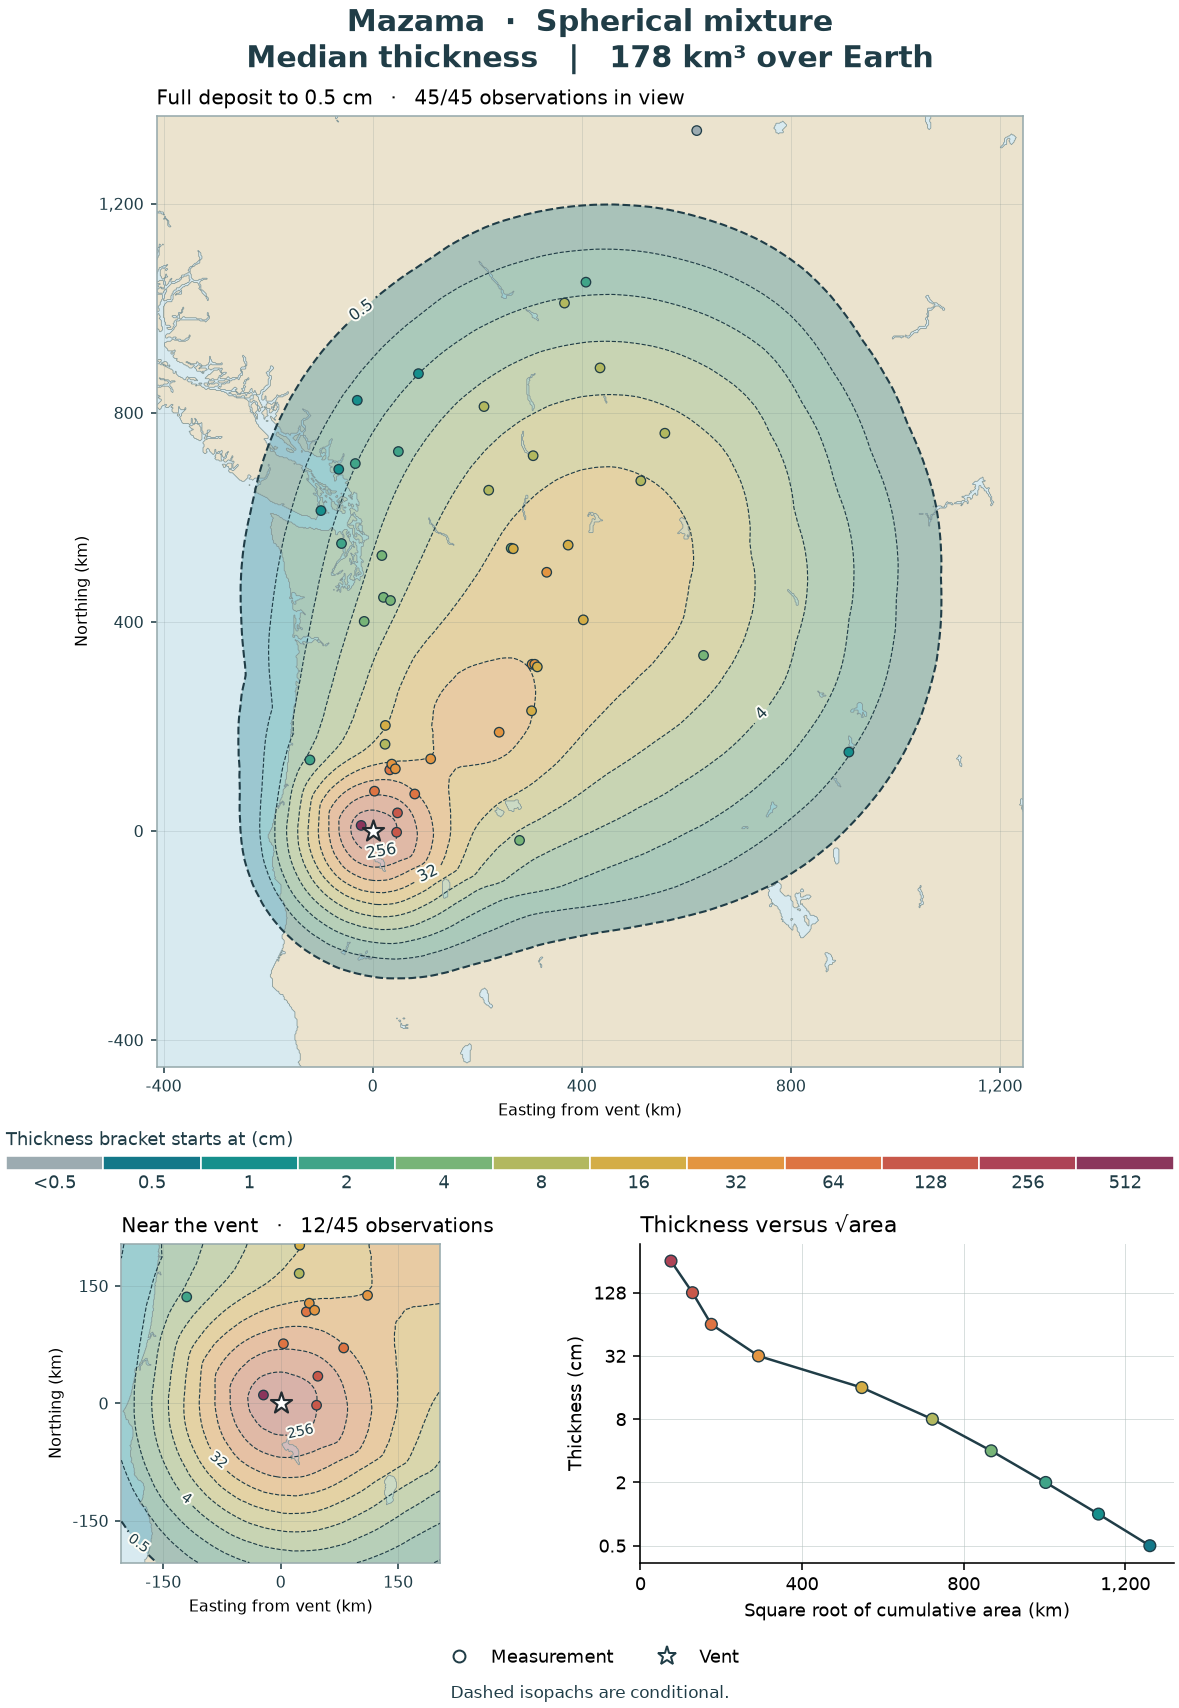 Mazama · Spherical mixture
Median thickness | 178 km³ over Earth
Full deposit to 0.5 cm · 45/45 observations in view
1,200
800
400
0
-400
Northing (km)
0.5
4
256
32
-400 0 400 800 1,200
Easting from vent (km)
Thickness bracket starts at (cm)
<0.5 0.5 1 2 4 8 16 32 64 128 256 512
Near the vent · 12/45 observations
150
0
-150
Northing (km)
256
32
4
0.5
-150 0 150
Easting from vent (km)
Thickness versus √area
128
32
8
2
0.5
Thickness (cm)
0 400 800 1,200
Square root of cumulative area (km)
Measurement Vent
Dashed isopachs are conditional.